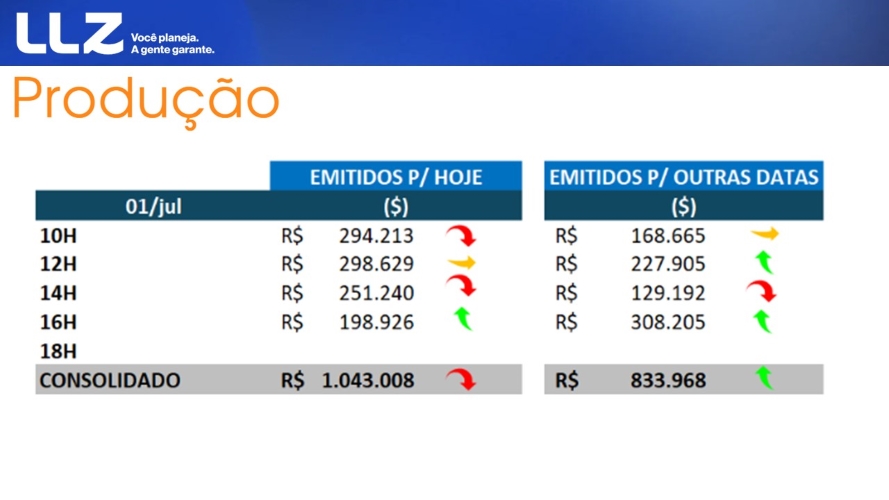 LLZ Você planeja.
A gente garante.
Produção
EMITIDOS P/ HOJE EMITIDOS P/ OUTRAS DATAS
01/jul ($) ($)
10H R$ 294.213 R$ 168.665
12H R$ 298.629 R$ 227.905
14H R$ 251.240 R$ 129.192
16H R$ 198.926 R$ 308.205
18H
CONSOLIDADO R$ 1.043.008 R$ 833.968